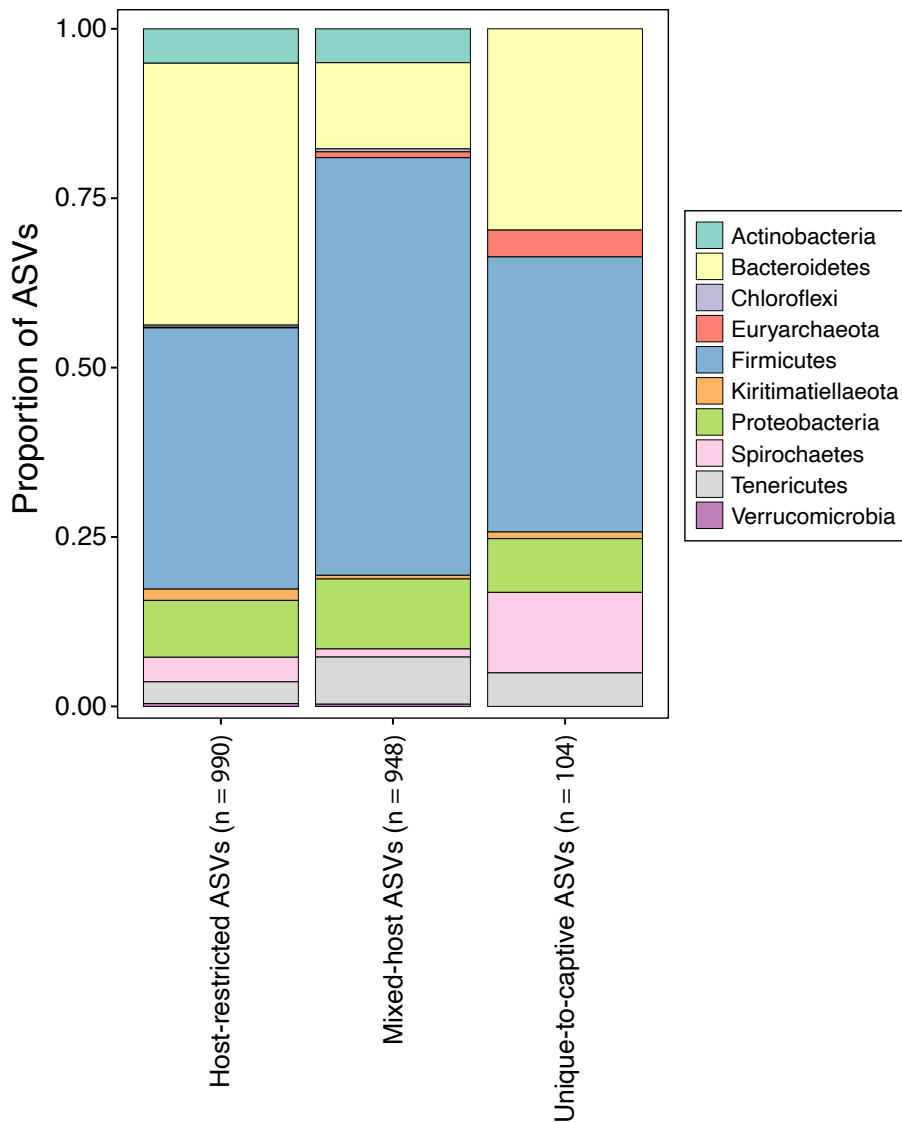 Proportion of ASVs
1.00
0.75
0.50
0.25
0.00
Actinobacteria
Bacteroidetes
Chloroflexi
Euryarchaeota
Firmicutes
Kiritimatiellaeota
Proteobacteria
Spirochaetes
Tenericutes
Verrucomicrobia
Host-restricted ASVs (n = 990)
Mixed-host ASVs (n = 948)
Unique-to-captive ASVs (n = 104)